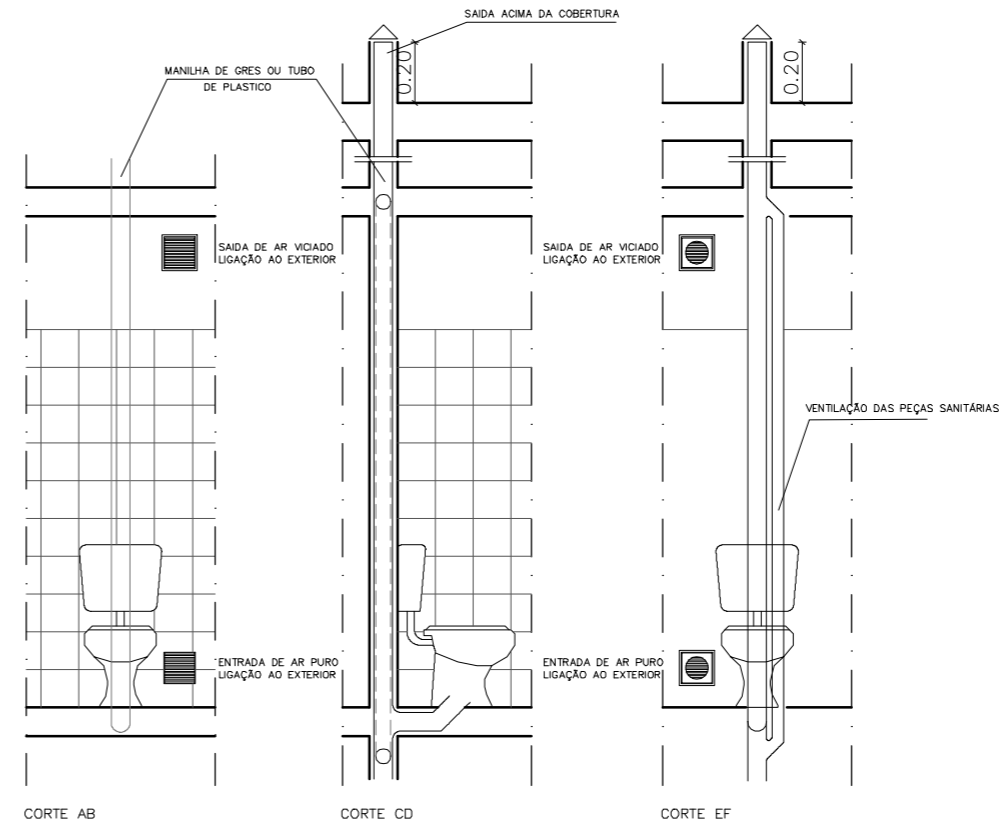 SAIDA ACIMA DA COBERTURA
MANILHA DE GRES OU TUBO
DE PLASTICO
0.20
0.20
SAIDA DE AR VICIADO
LIGAÇÃO AO EXTERIOR
SAIDA DE AR VICIADO
LIGAÇÃO AO EXTERIOR
VENTILAÇÃO DAS PEÇAS SANITÁRIAS
ENTRADA DE AR PURO
LIGAÇÃO AO EXTERIOR
ENTRADA DE AR PURO
LIGAÇÃO AO EXTERIOR
CORTE AB
CORTE CD
CORTE EF